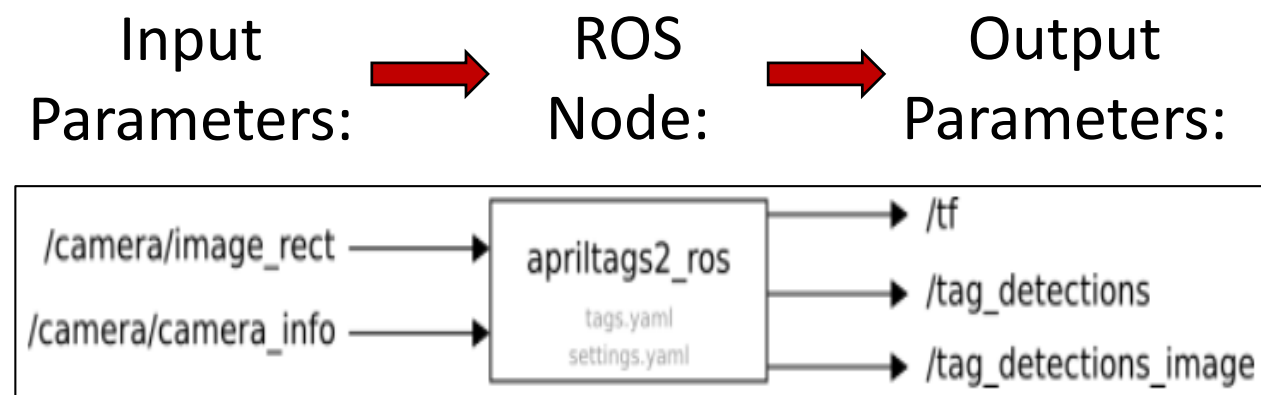 Input
Parameters:
ROS
Node:
Output
Parameters:
/camera/image_rect
/camera/camera_info
apriltags2_ros
tags.yaml
settings.yaml
/tf
/tag_detections
/tag_detections_image